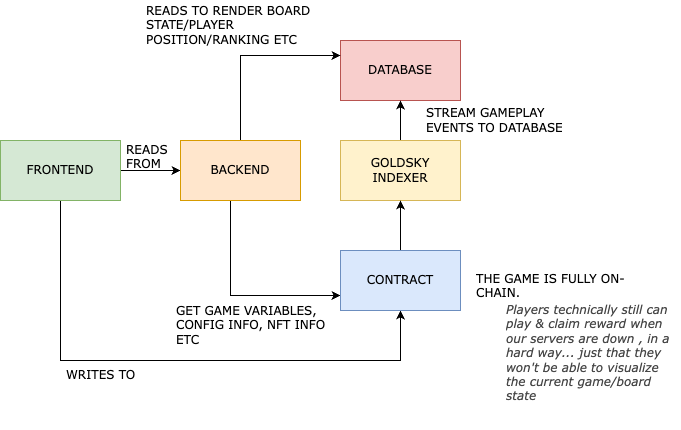 READS TO RENDER BOARD
STATE/PLAYER
POSITION/RANKING ETC
DATABASE
STREAM GAMEPLAY
EVENTS TO DATABASE
FRONTEND
READS
FROM
BACKEND
GOLDSKY
INDEXER
CONTRACT
THE GAME IS FULLY ON-
CHAIN.
GET GAME VARIABLES,
CONFIG INFO, NFT INFO
ETC
Players technically still can
play & claim reward when
our servers are down , in a
hard way... just that they
won't be able to visualize
the current game/board
state
WRITES TO